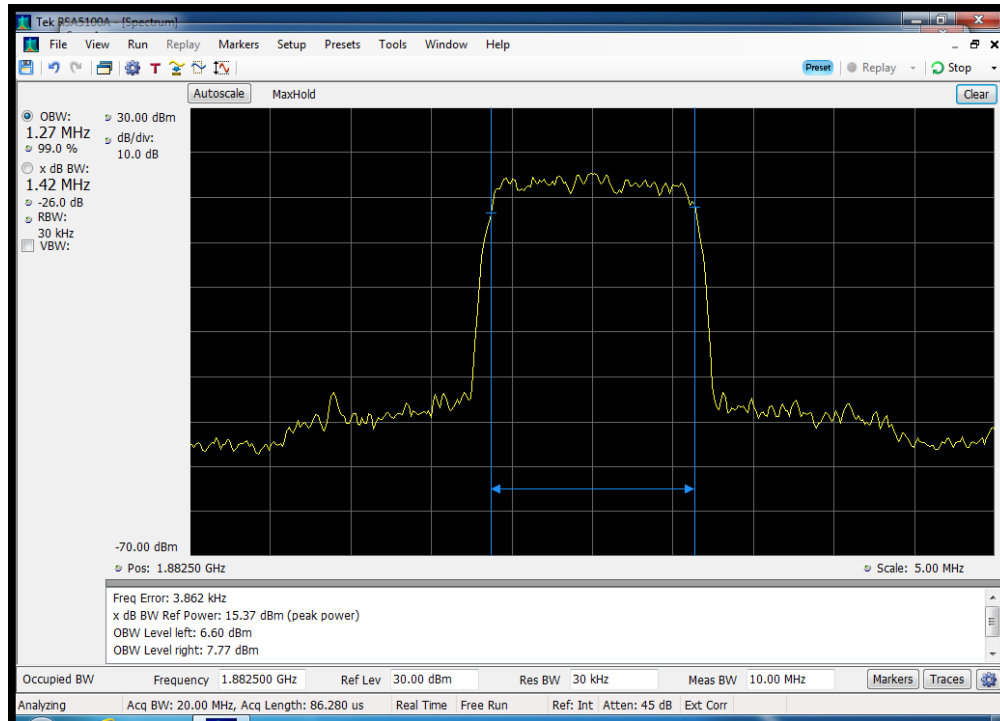 Tek RSA5100A - [Spectrum]
File View Run Replay Markers Setup Presets Tools Window Help
Preset Replay Stop
Autoscale MaxHold Clear
OBW:
1.27 MHz
99.0 %
x dB BW:
1.42 MHz
-26.0 dB
RBW:
30 kHz
VBW:
30.00 dBm
dB/div:
10.0 dB
-70.00 dBm
Pos: 1.88250 GHz Scale: 5.00 MHz
Freq Error: 3.862 kHz
x dB BW Ref Power: 15.37 dBm (peak power)
OBW Level left: 6.60 dBm
OBW Level right: 7.77 dBm
Occupied BW Frequency 1.882500 GHz Ref Lev 30.00 dBm Res BW 30 kHz Meas BW 10.00 MHz Markers Traces
Analyzing Acq BW: 20.00 MHz, Acq Length: 86.280 us Real Time Free Run Ref: Int Atten: 45 dB Ext Corr